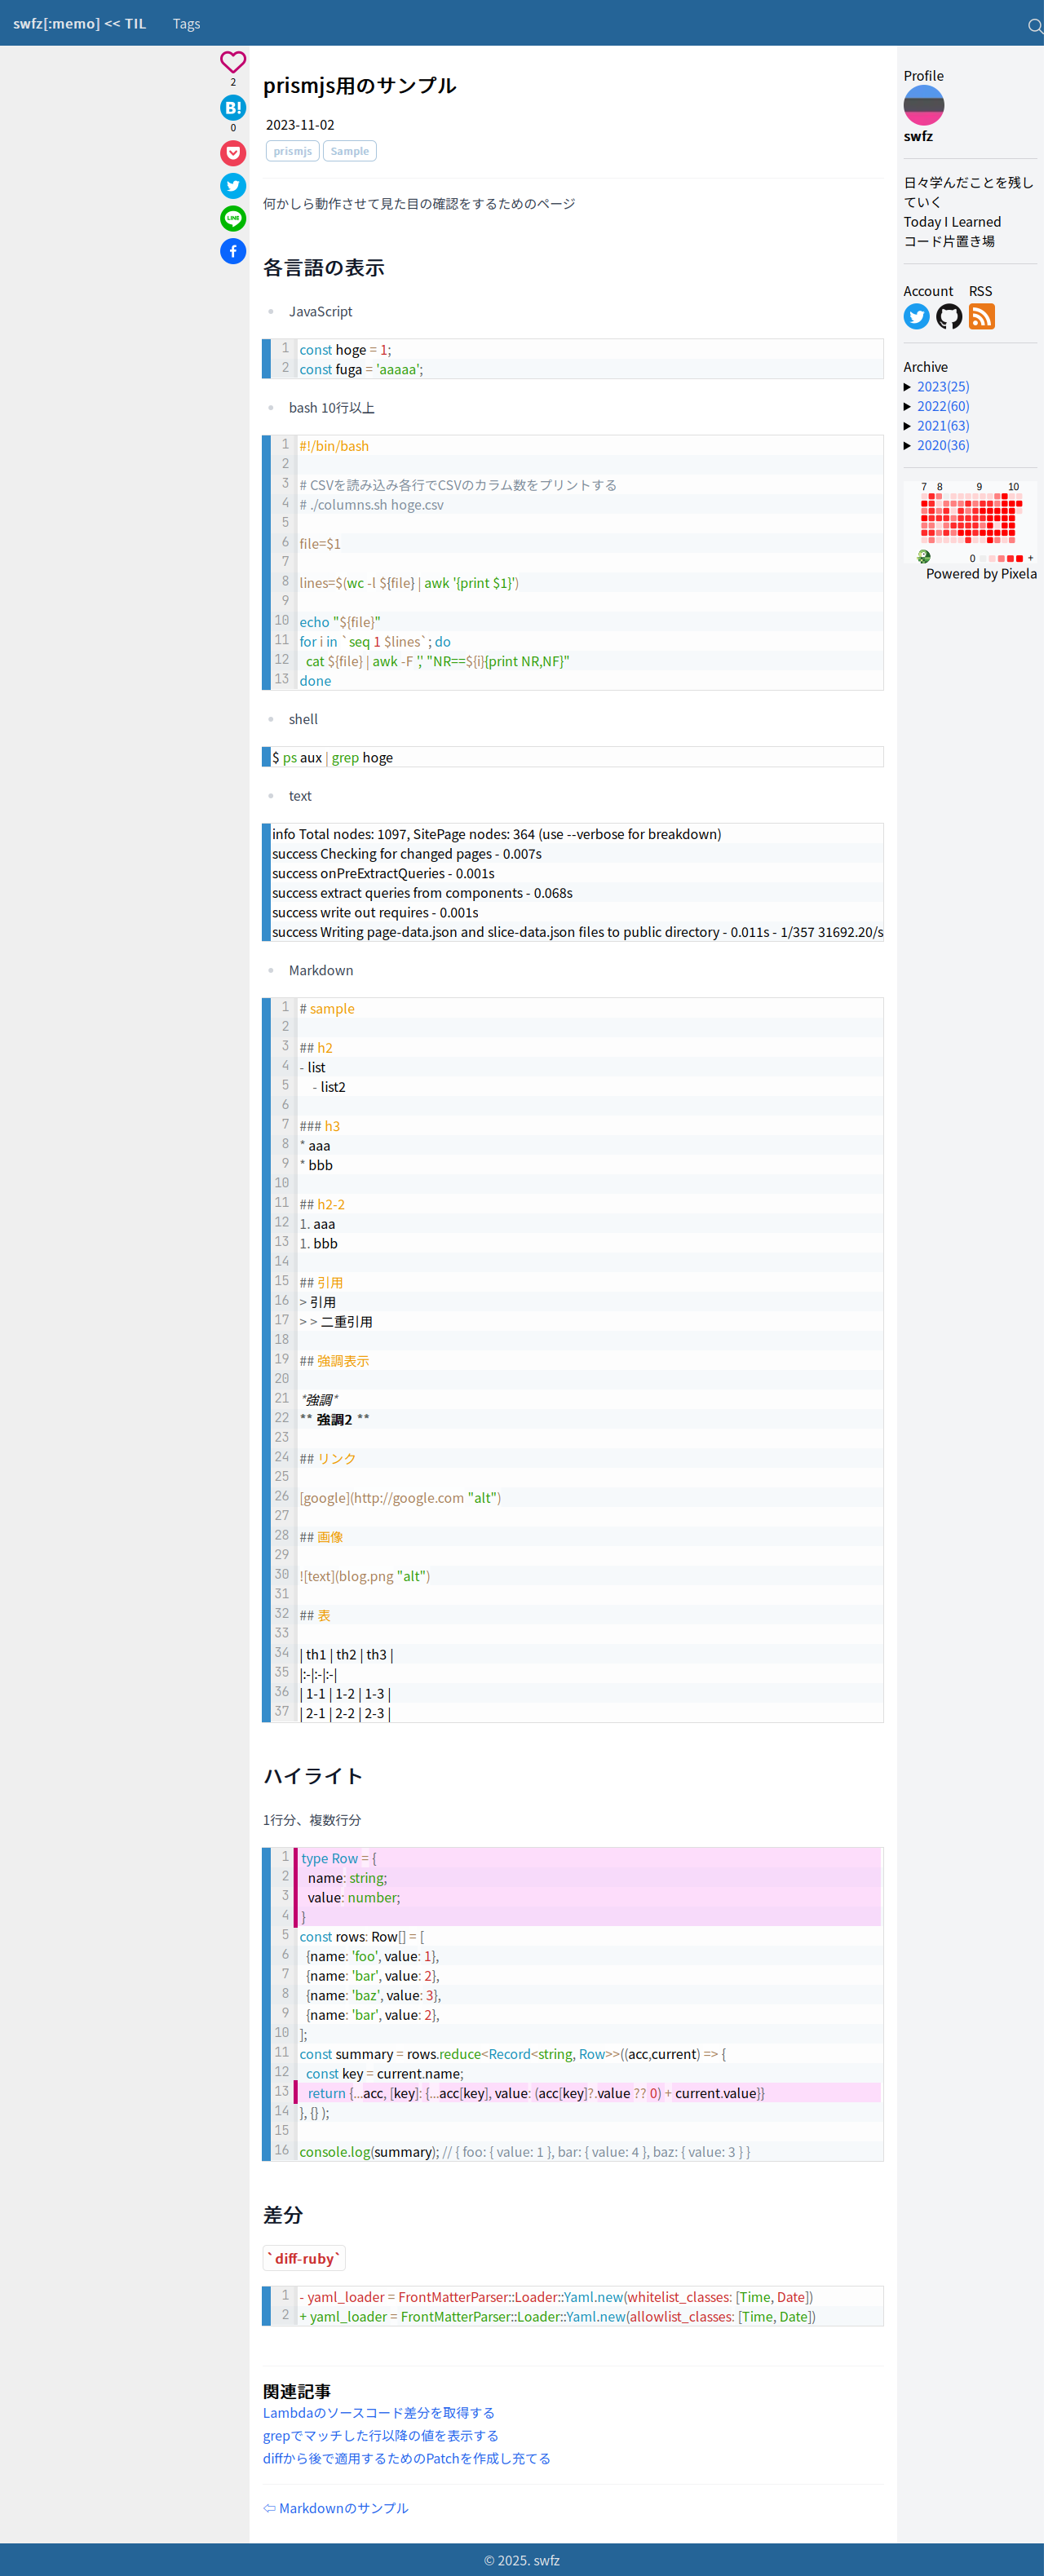 swfz[:memo] << TIL Tags
2
B!
0
LINE
prismjs用のサンプル
2023-11-02
prismjs Sample
何かしら動作させて見た目の確認をするためのページ
各言語の表示
JavaScript
1 const hoge = 1;
2 const fuga = 'aaaaa';
bash 10行以上
1 #!/bin/bash
2
3 # CSVを読み込み各行でCSVのカラム数をプリントする
4 # ./columns.sh hoge.csv
5
6 file=$1
7
8 lines=$(wc -l ${file} | awk '{print $1}')
9
10 echo "${file}"
11 for i in `seq 1 $lines`; do
12 cat ${file} | awk -F ',' "NR==${i}{print NR,NF}"
13 done
shell
$ ps aux | grep hoge
text
info Total nodes: 1097, SitePage nodes: 364 (use --verbose for breakdown)
success Checking for changed pages - 0.007s
success onPreExtractQueries - 0.001s
success extract queries from components - 0.068s
success write out requires - 0.001s
success Writing page-data.json and slice-data.json files to public directory - 0.011s - 1/357 31692.20/s
Markdown
1 # sample
2
3 ## h2
4 - list
5 - list2
6
7 ### h3
8 * aaa
9 * bbb
10
11 ## h2-2
12 1. aaa
13 1. bbb
14
15 ## 引用
16 > 引用
17 > > 二重引用
18
19 ## 強調表示
20
21 *強調*
22 ** 強調2 **
23
24 ## リンク
25
26 [google](http://google.com "alt")
27
28 ## 画像
29
30 ![text](blog.png "alt")
31
32 ## 表
33
34 | th1 | th2 | th3 |
35 |:-|:-|:-|
36 | 1-1 | 1-2 | 1-3 |
37 | 2-1 | 2-2 | 2-3 |
ハイライト
1行分、複数行分
1 type Row = {
2 name: string;
3 value: number;
4 }
5 const rows: Row[] = [
6 {name: 'foo', value: 1},
7 {name: 'bar', value: 2},
8 {name: 'baz', value: 3},
9 {name: 'bar', value: 2},
10 ];
11 const summary = rows.reduce<Record<string, Row>>((acc,current) => {
12 const key = current.name;
13 return {...acc, [key]: {...acc[key], value: (acc[key]?.value ?? 0) + current.value}}
14 }, {} );
15
16 console.log(summary); // { foo: { value: 1 }, bar: { value: 4 }, baz: { value: 3 } }
差分
`diff-ruby`
1 - yaml_loader = FrontMatterParser::Loader::Yaml.new(whitelist_classes: [Time, Date])
2 + yaml_loader = FrontMatterParser::Loader::Yaml.new(allowlist_classes: [Time, Date])
関連記事
Lambdaのソースコード差分を取得する
grepでマッチした行以降の値を表示する
diffから後で適用するためのPatchを作成し充てる
⇦ Markdownのサンプル
Profile
swfz
日々学んだことを残し
ていく
Today I Learned
コード片置き場
Account RSS
Archive
2023(25)
2022(60)
2021(63)
2020(36)
7 8 9 10
0 +
Powered by Pixela
© 2025. swfz